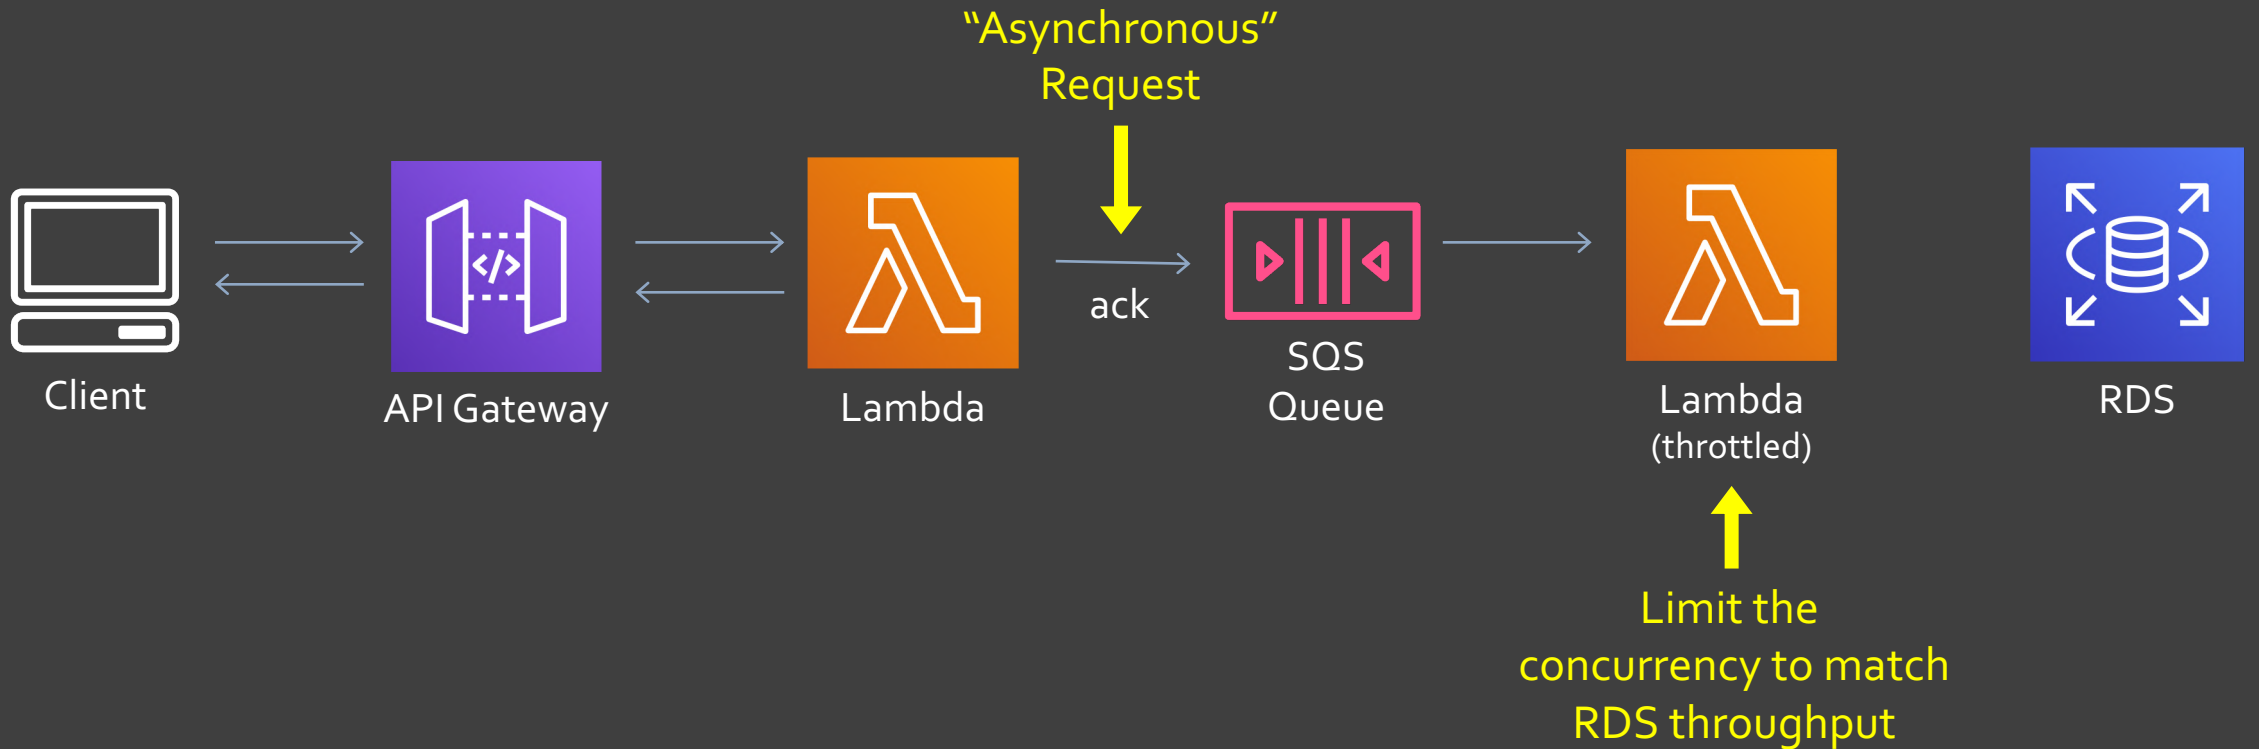 “Asynchronous”
Request
ack
Client
API Gateway
Lambda
SQS
Queue
Lambda
(throttled)
RDS
Limit the
concurrency to match
RDS throughput